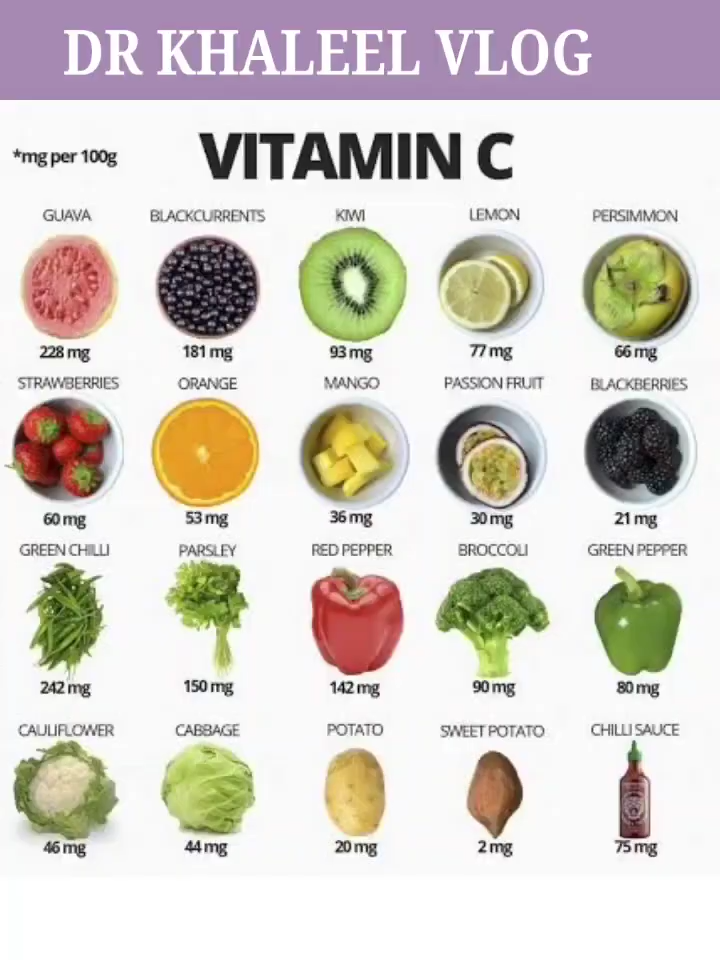 DR KHALEEL VLOG
*mg per 100g
VITAMIN C
GUAVA BLACKCURRENTS KIWI LEMON PERSIMMON
228 mg 181 mg 93 mg 77 mg 66 mg
STRAWBERRIES ORANGE MANGO PASSION FRUIT BLACKBERRIES
60 mg 53 mg 36 mg 30 mg 21 mg
GREEN CHILLI PARSLEY RED PEPPER BROCCOLI GREEN PEPPER
242 mg 150 mg 142 mg 90 mg 80 mg
CAULIFLOWER CABBAGE POTATO SWEET POTATO CHILLI SAUCE
46 mg 44 mg 20 mg 2 mg 75 mg